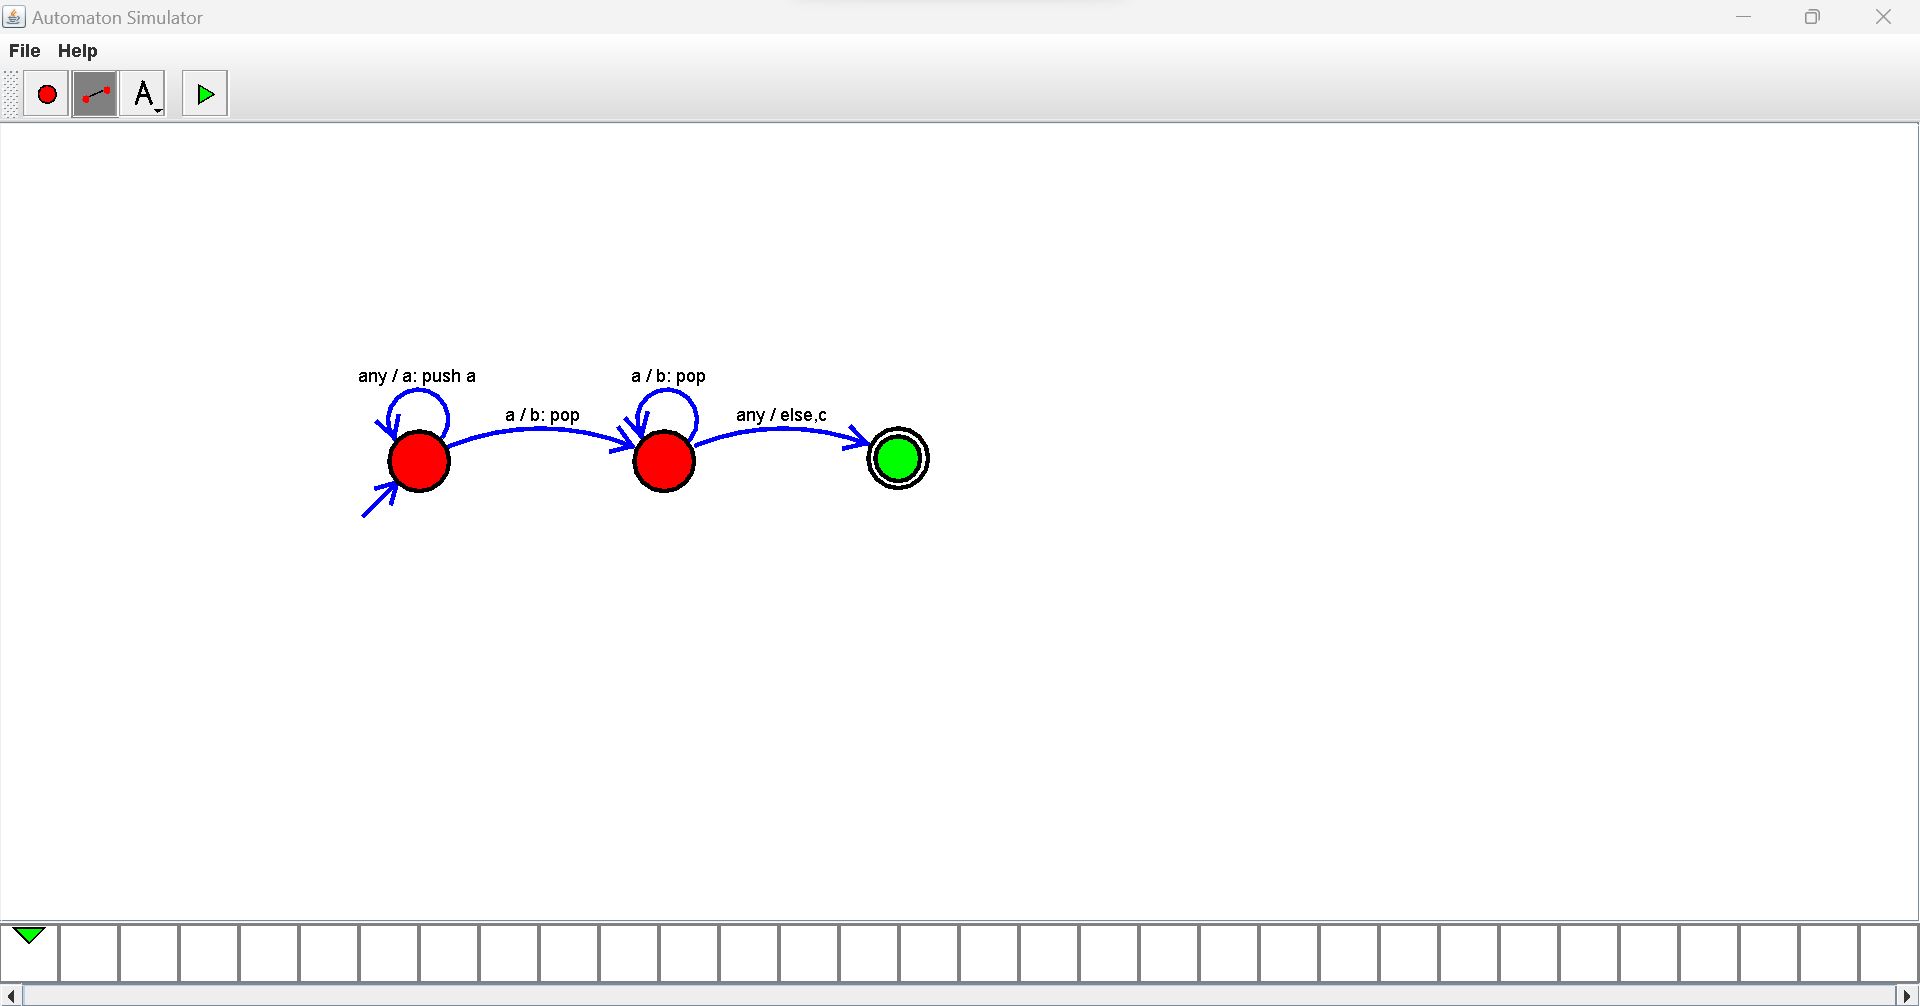 Automaton Simulator
File Help
A
any / a: push a
a / b: pop
a / b: pop
any / else,c